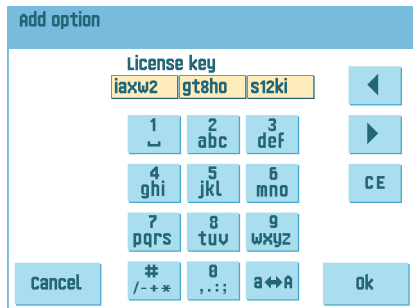 Add option
License key
iaxw2 gt8ho s12ki
1 2 3
abc def
4 5 6
ghi jkl mno
CE
7 8 9
pqrs tuv wxyz
# 0
/-+* ,.:; a↔A
Cancel Ok